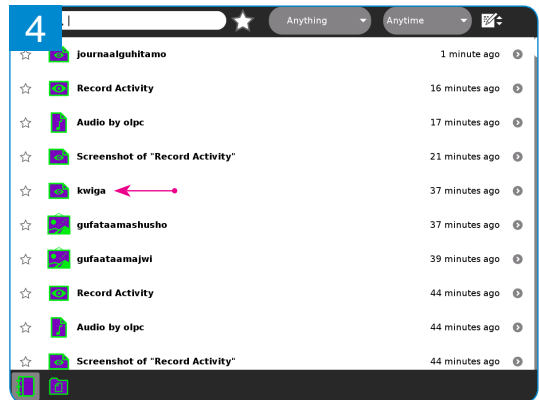 4
Anything Anytime
journaalguhitamo 1 minute ago
Record Activity 16 minutes ago
Audio by olpc 17 minutes ago
Screenshot of "Record Activity" 21 minutes ago
kwiga 37 minutes ago
gufataamashusho 37 minutes ago
gufaataamajwi 39 minutes ago
Record Activity 44 minutes ago
Audio by olpc 44 minutes ago
Screenshot of "Record Activity" 44 minutes ago